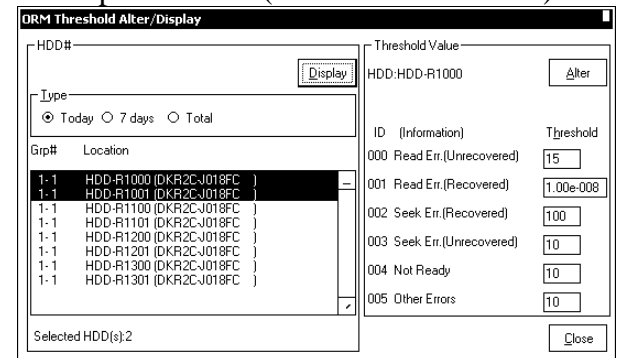 ORM Threshold Alter/Display
HDD#
Display
Type
Today 7 days Total
Grp# Location
1-1 HDD-R1000 (DKR2C-J018FC )
1-1 HDD-R1001 (DKR2C-J018FC )
1-1 HDD-R1100 (DKR2C-J018FC )
1-1 HDD-R1101 (DKR2C-J018FC )
1-1 HDD-R1200 (DKR2C-J018FC )
1-1 HDD-R1201 (DKR2C-J018FC )
1-1 HDD-R1300 (DKR2C-J018FC )
1-1 HDD-R1301 (DKR2C-J018FC )
Selected HDD(s):2
Threshold Value
HDD:HDD-R1000 Alter
ID (Information) Threshold
000 Read Err.(Unrecovered) 15
001 Read Err.(Recovered) 1.00e-008
002 Seek Err.(Recovered) 100
003 Seek Err.(Unrecovered) 10
004 Not Ready 10
005 Other Errors 10
Close